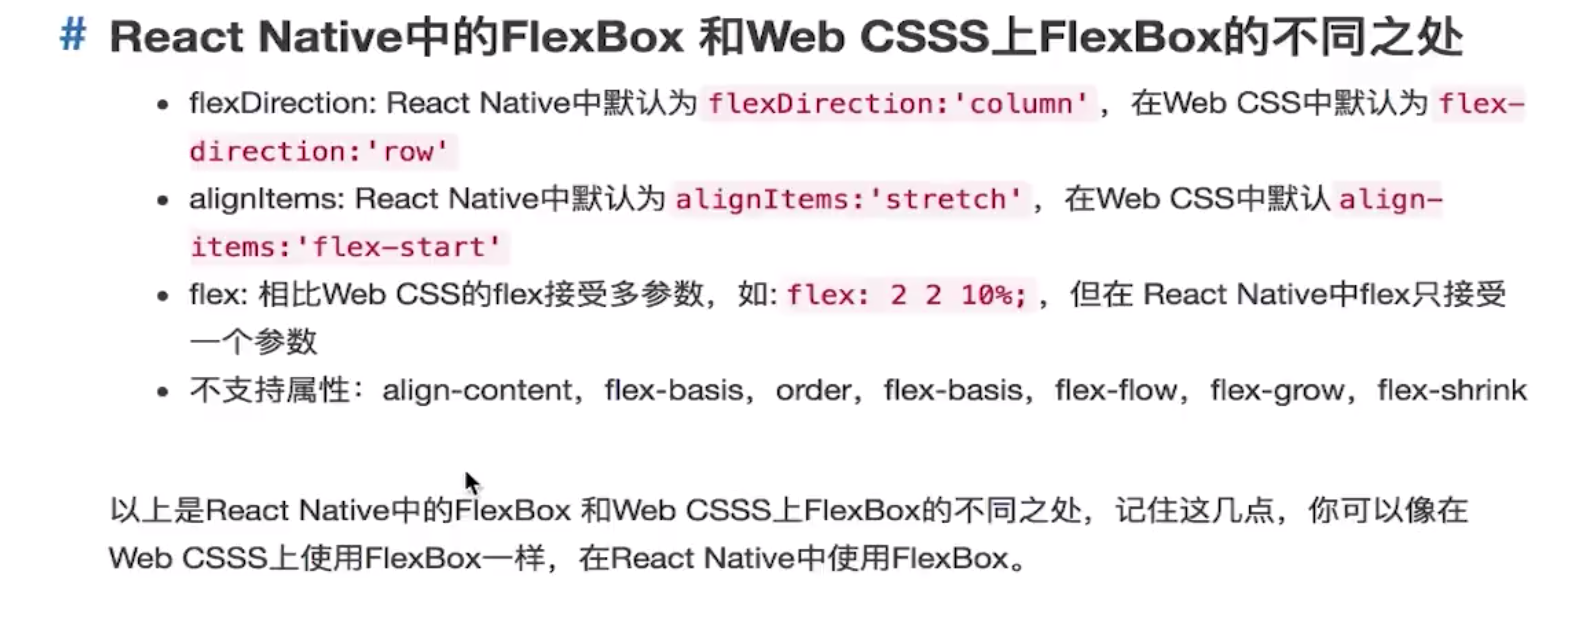 # React Native中的FlexBox 和Web CSSS上FlexBox的不同之处
• flexDirection: React Native中默认为 flexDirection:'column' ，在Web CSS中默认为 flex-
direction:'row'
• alignItems: React Native中默认为 alignItems:'stretch' ，在Web CSS中默认 align-
items:'flex-start'
• flex: 相比Web CSS的flex接受多参数，如: flex: 2 2 10%; ，但在 React Native中flex只接受
一个参数
• 不支持属性：align-content，flex-basis，order，flex-basis，flex-flow，flex-grow，flex-shrink
以上是React Native中的FlexBox 和Web CSSS上FlexBox的不同之处，记住这几点，你可以像在
Web CSSS上使用FlexBox一样，在React Native中使用FlexBox。